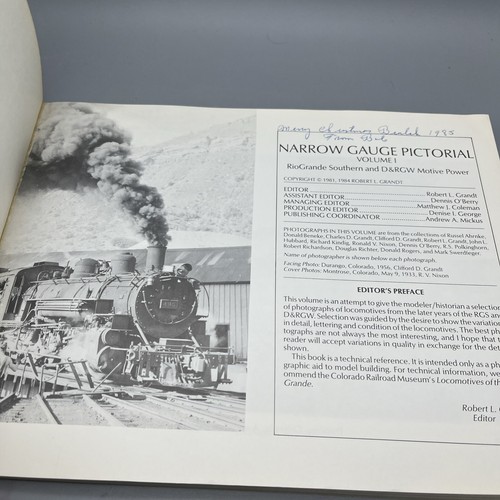 Merry Christmas 1985
From Bob
NARROW GAUGE PICTORIAL
VOLUME I
RioGrande Southern and D&RGW Motive Power
COPYRIGHT © 1981, 1984 ROBERT L. GRANDT
EDITOR Robert L. Grandt
ASSISTANT EDITOR Dennis O'Berry
MANAGING EDITOR Matthew J. Coleman
PRODUCTION EDITOR Denise I. George
PUBLISHING COORDINATOR Andrew A. Mickus
PHOTOGRAPHS IN THIS VOLUME are from the collections of Russel Ahrnke,
Donald Beneke, Charles D. Grandt, Clifford D. Grandt, Robert L. Grandt, John L.
Hubbard, Richard Kindig, Ronald V. Nixon, Dennis O'Berry, R.S. Polkinghorn,
Robert Richardson, Douglas Richter, Donald Rogers, and Mark Swerdfeger.
Name of photographer is shown below each photograph.
Facing Photo: Durango, Colorado, 1956, Clifford D. Grandt
Cover Photos: Montrose, Colorado, May 9, 1933, R. V. Nixon
EDITOR'S PREFACE
This volume is an attempt to give the modeler/historian a selection
of photographs of locomotives from the later years of the RGS
D&RGW. Selection was guided by the desire to show the
in detail, lettering and condition of the locomotives. The best
tographs are not always the most interesting, and I hope that
reader will accept variations in quality in exchange for the
shown.
This book is a technical reference. It is intended only as a
graphic aid to model building. For technical information,
ommend the Colorado Railroad Museum's Locomotives of
Grande.
Robert L.
Editor